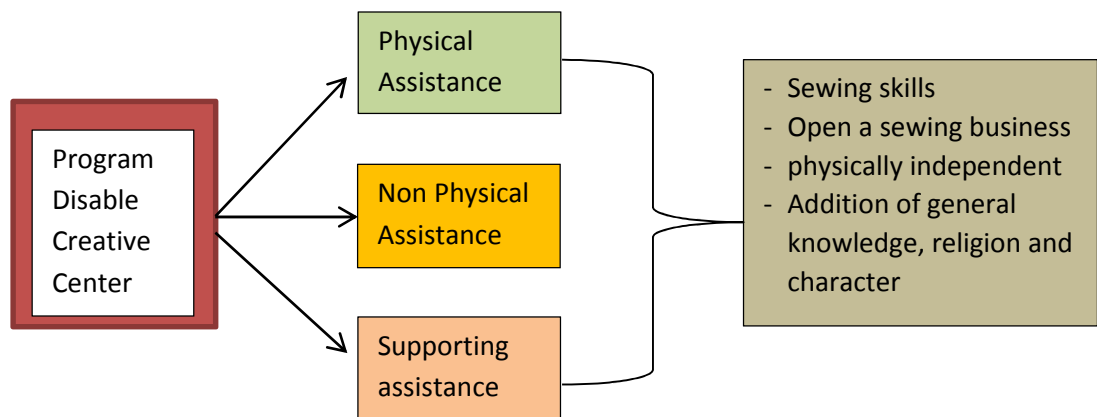 Program
Disable
Creative
Center
Physical
Assistance
Non Physical
Assistance
Supporting
assistance
- Sewing skills
- Open a sewing business
- physically independent
- Addition of general
knowledge, religion and
character